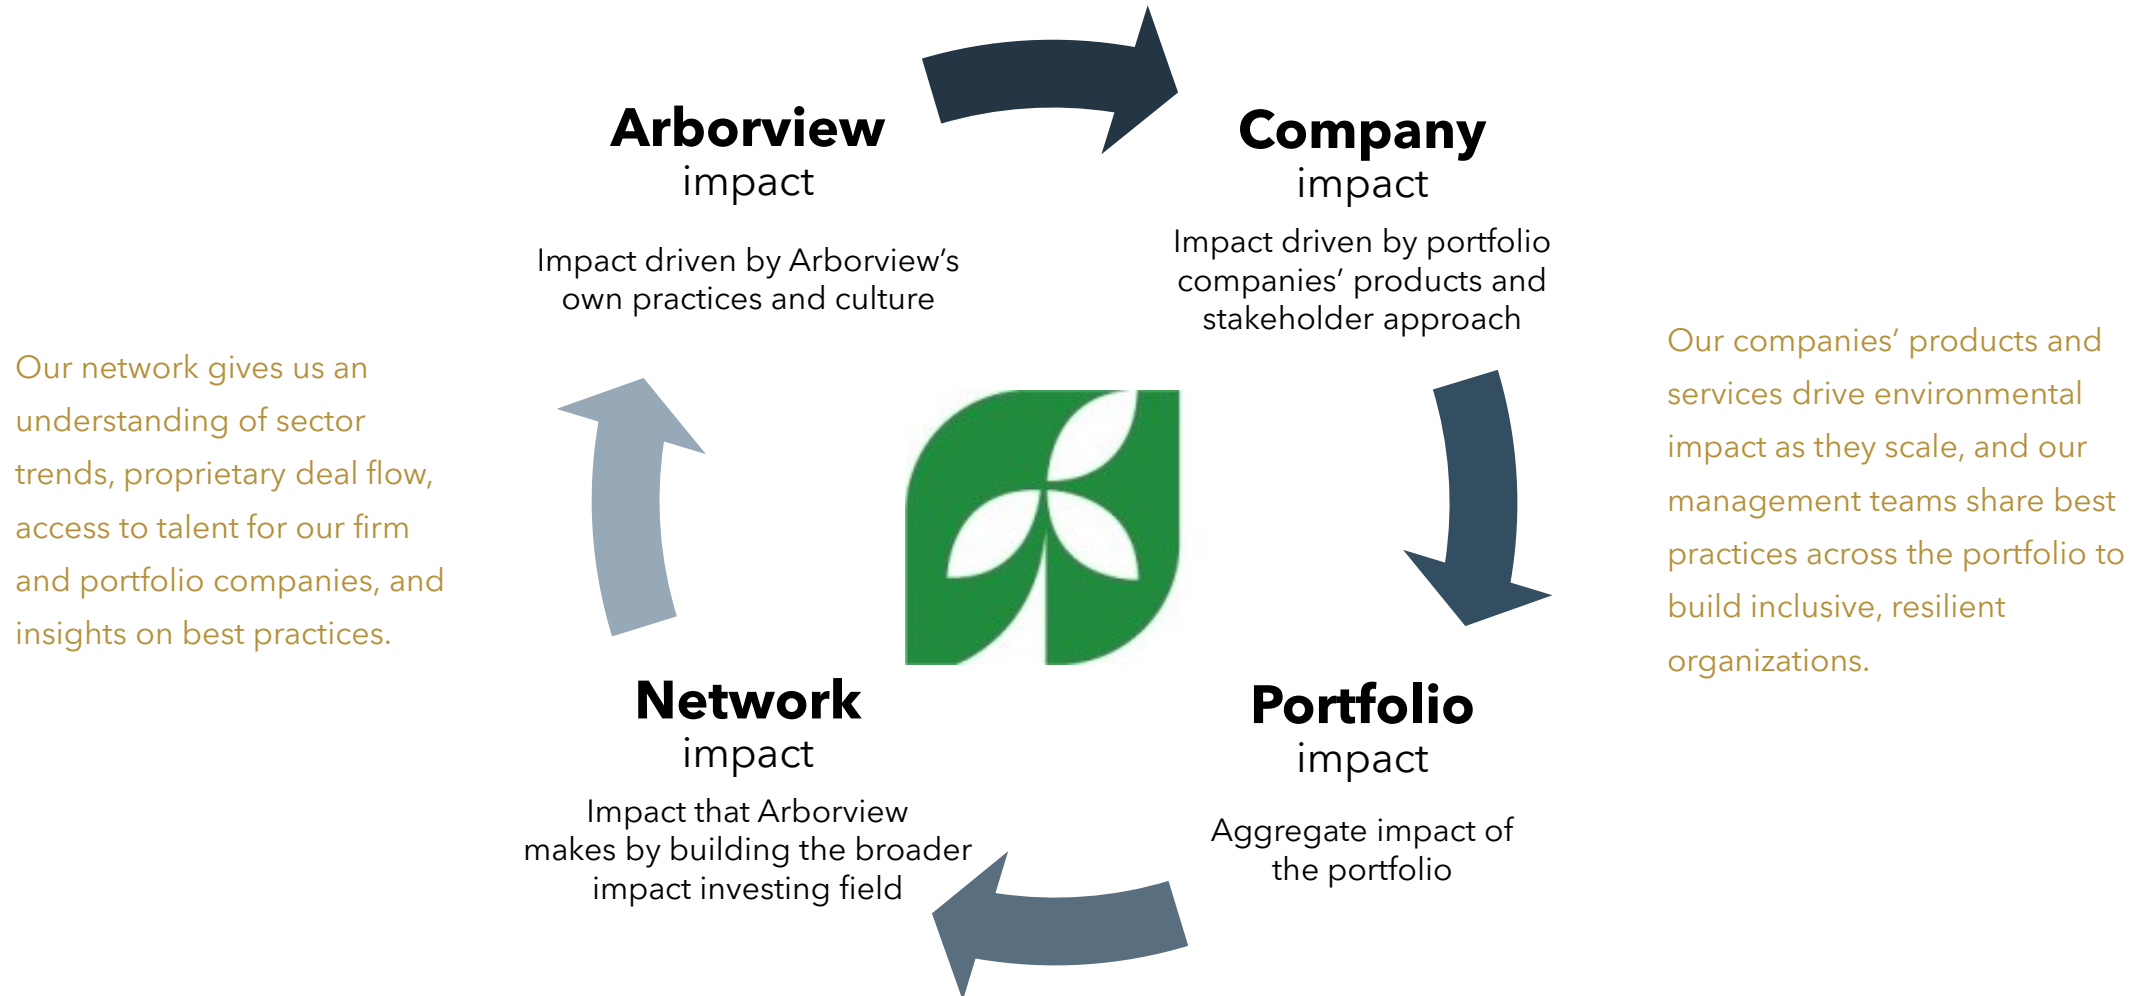 Arborview
impact
Impact driven by Arborview’s
own practices and culture
Company
impact
Impact driven by portfolio
companies’ products and
stakeholder approach
Our network gives us an
understanding of sector
trends, proprietary deal flow,
access to talent for our firm
and portfolio companies, and
insights on best practices.
Our companies’ products and
services drive environmental
impact as they scale, and our
management teams share best
practices across the portfolio to
build inclusive, resilient
organizations.
Network
impact
Impact that Arborview
makes by building the broader
impact investing field
Portfolio
impact
Aggregate impact of
the portfolio